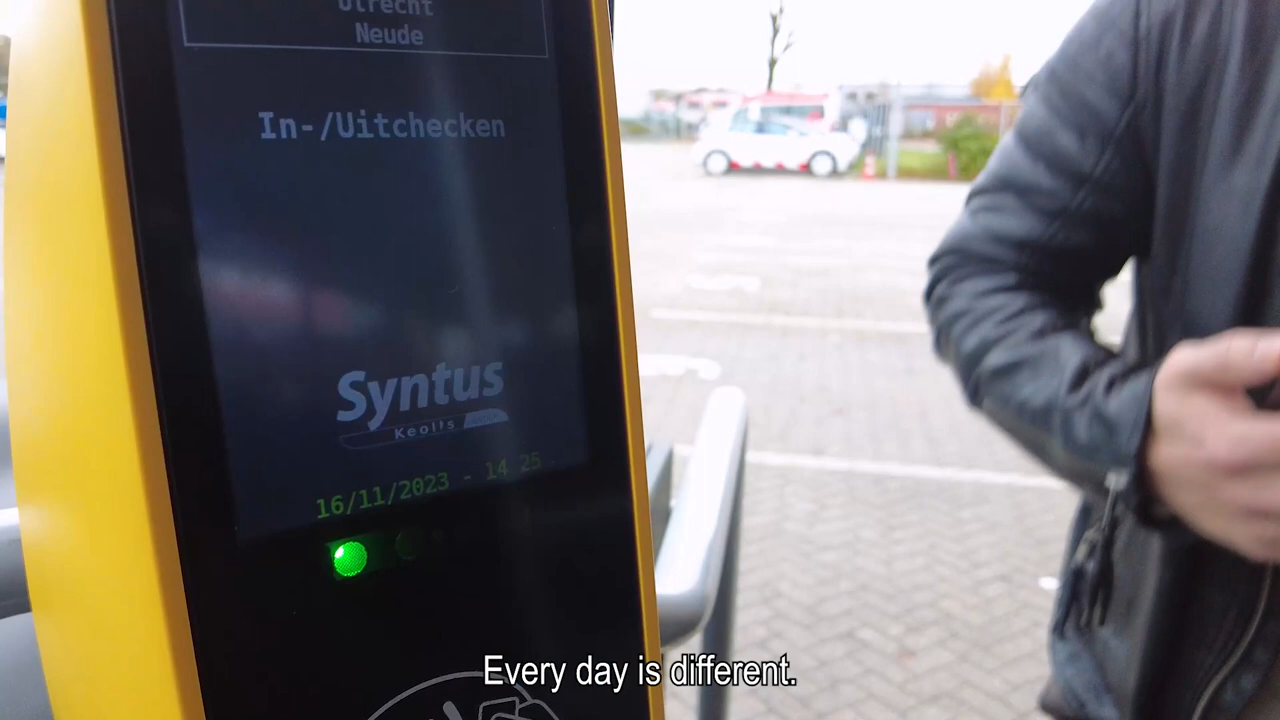 Utrecht
Neude
In-/Uitchecken
Syntus
Keolis
16/11/2023 - 14 25
Every day is different.